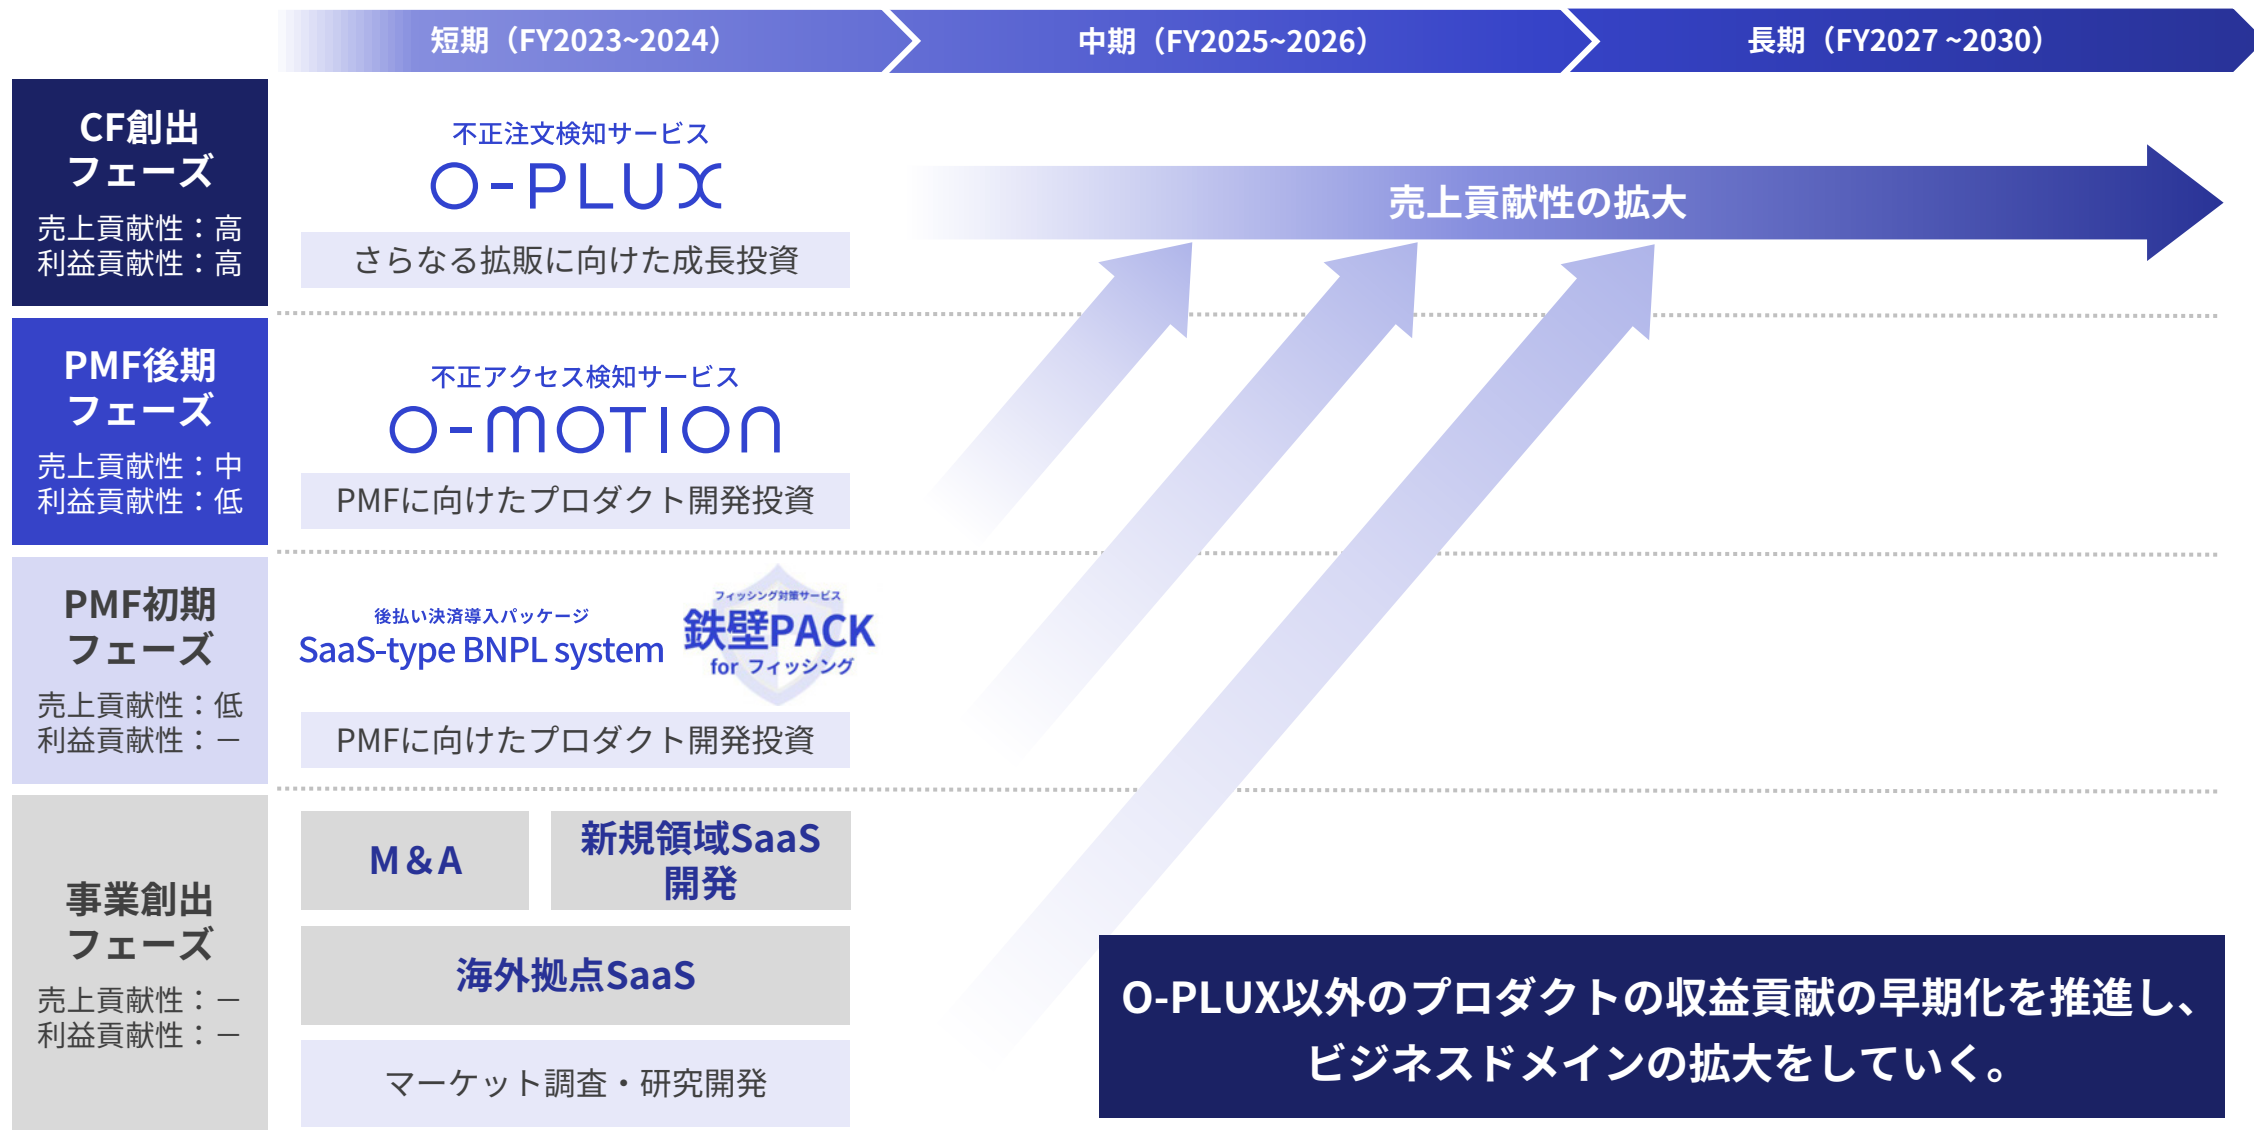 短期（FY2023~2024）
中期（FY2025~2026）
長期（FY2027 ~2030）
CF創出
フェーズ
売上貢献性：高
利益貢献性：高
不正注文検知サービス
O-PLUX
さらなる拡販に向けた成長投資
売上貢献性の拡大
PMF後期
フェーズ
売上貢献性：中
利益貢献性：低
不正アクセス検知サービス
O-MOTION
PMFに向けたプロダクト開発投資
PMF初期
フェーズ
売上貢献性：低
利益貢献性：－
後払い決済導入パッケージ
SaaS-type BNPL system
フィッシング対策サービス
鉄壁PACK
for フィッシング
PMFに向けたプロダクト開発投資
事業創出
フェーズ
売上貢献性：－
利益貢献性：－
M＆A
新規領域SaaS
開発
海外拠点SaaS
マーケット調査・研究開発
O-PLUX以外のプロダクトの収益貢献の早期化を推進し、
ビジネスドメインの拡大をしていく。